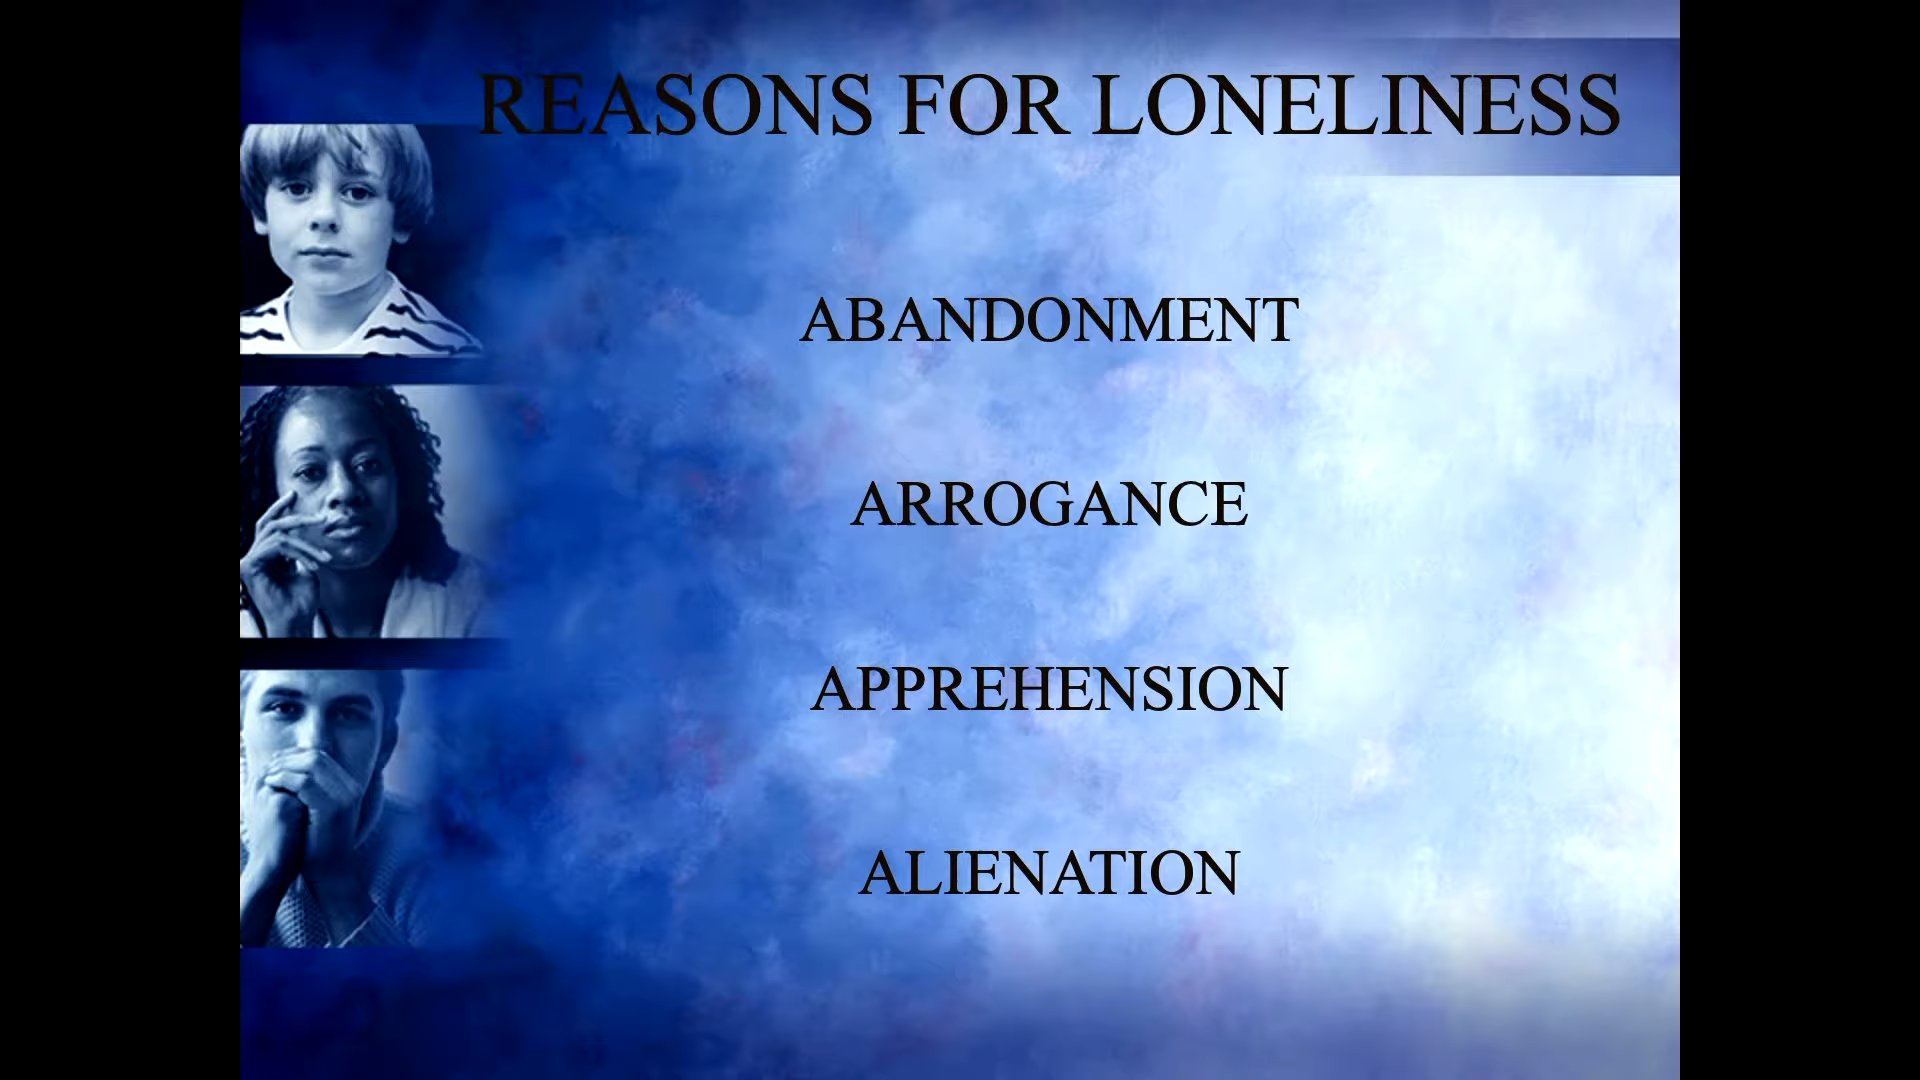 REASONS FOR LONELINESS
ABANDONMENT
ARROGANCE
APPREHENSION
ALIENATION